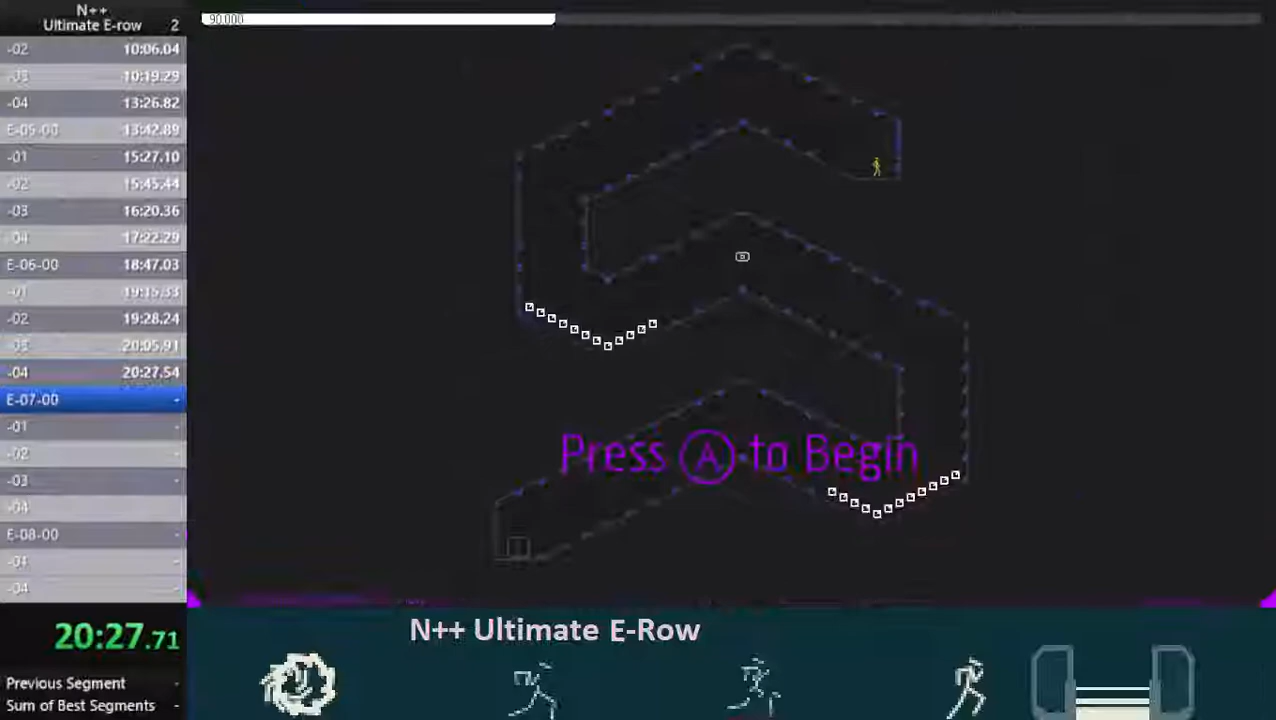 N++
Ultimate E-row 2
90.000
-02 10:06.04
-03 10:19.29
-04 13:26.82
E-05-00 13:42.89
-01 15:27.10
-02 15:45.44
-03 16:20.36
-04 17:22.29
E-06-00 18:47.03
-01 19:15.33
-02 19:28.24
-03 20:05.91
-04 20:27.54
E-07-00 -
-01 -
-02 -
-03 -
-04 -
E-08-00 -
-01 -
-04 -
Press A to Begin
20:27.71
Previous Segment -
Sum of Best Segments -
N++ Ultimate E-Row